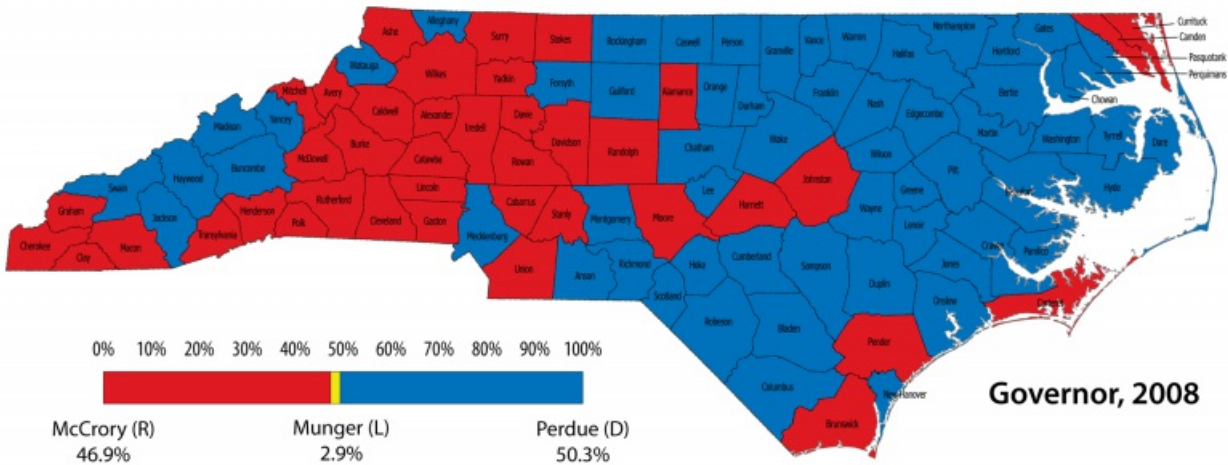 Ashe
Alleghany
Surry
Stokes
Rockingham
Caswell
Person
Granville
Vance
Warren
Northampton
Gates
Currituck
Camden
Pasquotank
Perquimans
Chowan
Watauga
Wilkes
Yadkin
Forsyth
Guilford
Alamance
Orange
Durham
Franklin
Halifax
Hertford
Bertie
Mitchell
Avery
Caldwell
Alexander
Iredell
Davie
Davidson
Randolph
Chatham
Wake
Nash
Edgecombe
Martin
Washington
Tyrrell
Dare
Madison
Yancey
McDowell
Burke
Catawba
Rowan
Wilson
Pitt
Hyde
Swain
Haywood
Buncombe
Rutherford
Lincoln
Cabarrus
Stanly
Montgomery
Moore
Lee
Harnett
Johnston
Wayne
Greene
Lenoir
Graham
Jackson
Henderson
Polk
Cleveland
Gaston
Mecklenburg
Cherokee
Clay
Macon
Transylvania
Union
Anson
Richmond
Scotland
Hoke
Cumberland
Sampson
Duplin
Jones
Pamlico
Onslow
Robeson
Bladen
Pender
Columbus
Brunswick
New Hanover
0% 10% 20% 30% 40% 50% 60% 70% 80% 90% 100%
McCrory (R) Munger (L) Perdue (D)
46.9% 2.9% 50.3%
Governor, 2008